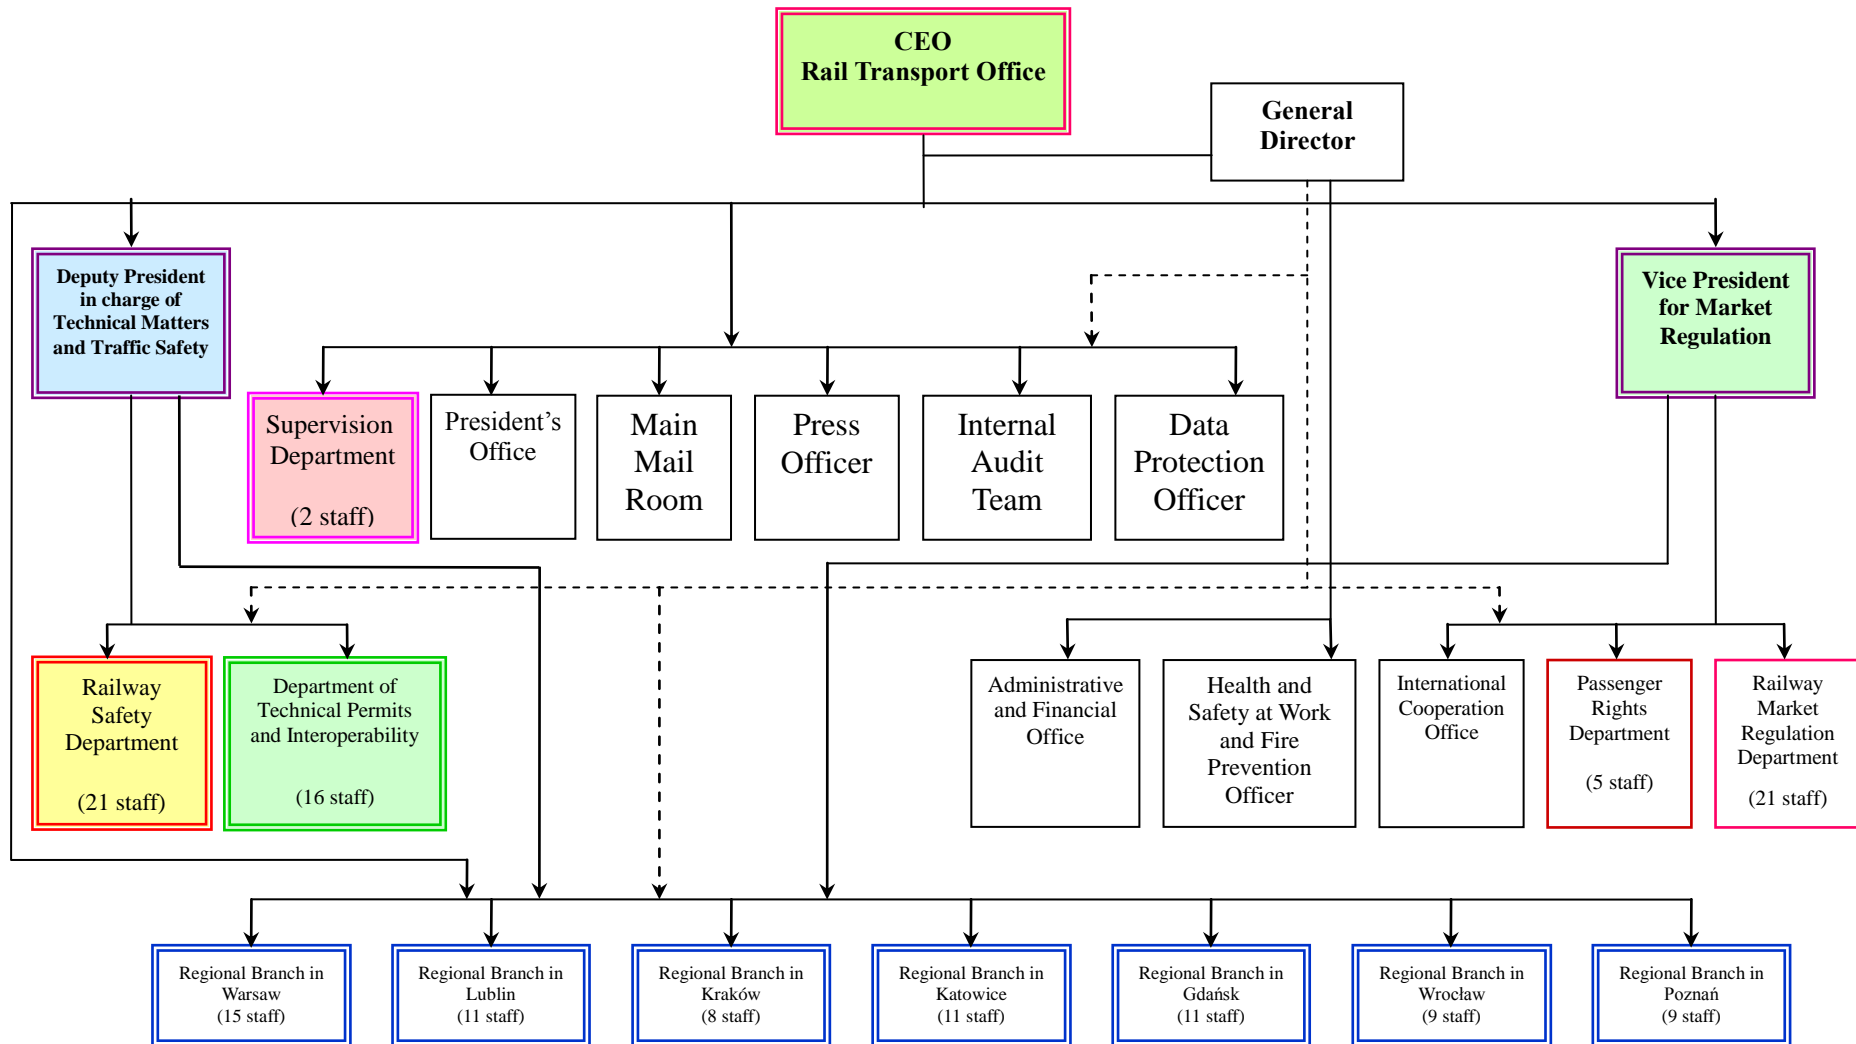 CEO
Rail Transport Office
General
Director
Deputy President
in charge of
Technical Matters
and Traffic Safety
Vice President
for Market
Regulation
Supervision
Department
(2 staff)
President's
Office
Main
Mail
Room
Press
Officer
Internal
Audit
Team
Data
Protection
Officer
Railway
Safety
Department
(21 staff)
Department of
Technical Permits
and Interoperability
(16 staff)
Administrative
and Financial
Office
Health and
Safety at Work
and Fire
Prevention
Officer
International
Cooperation
Office
Passenger
Rights
Department
(5 staff)
Railway
Market
Regulation
Department
(21 staff)
Regional Branch in
Warsaw
(15 staff)
Regional Branch in
Lublin
(11 staff)
Regional Branch in
Kraków
(8 staff)
Regional Branch in
Katowice
(11 staff)
Regional Branch in
Gdańsk
(11 staff)
Regional Branch in
Wrocław
(9 staff)
Regional Branch in
Poznań
(9 staff)